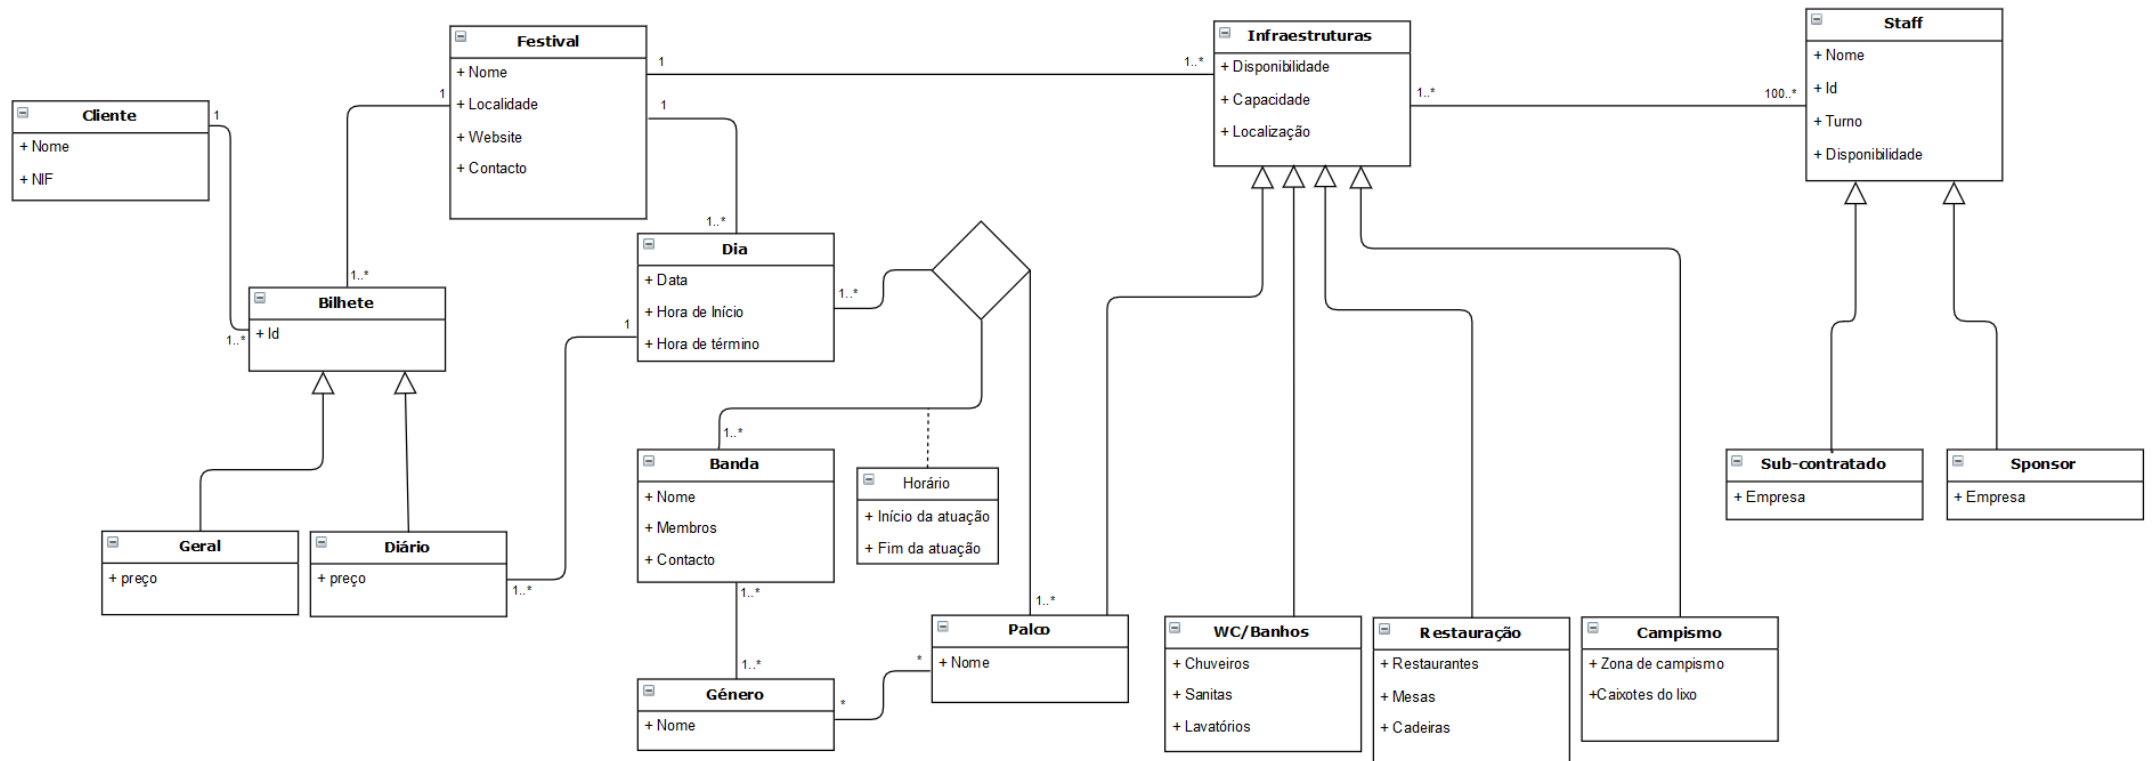 Festival
+ Nome
+ Localidade
+ Website
+ Contacto
1
1
1
1..*
1..*
Infraestruturas
+ Disponibilidade
+ Capacidade
+ Localização
1..*
1..*
100..*
Staff
+ Nome
+ Id
+ Turno
+ Disponibilidade
Cliente
+ Nome
+ NIF
1
1..*
Bilhete
+ Id
1..*
Dia
+ Data
+ Hora de Início
+ Hora de término
1
1..*
Geral
+ preço
Diário
+ preço
1..*
Banda
+ Nome
+ Membros
+ Contacto
1..*
1..*
Horário
+ Início da atuação
+ Fim da atuação
Sub-contratado
+ Empresa
Sponsor
+ Empresa
1..*
Género
+ Nome
*
*
1..*
Palco
+ Nome
WC/Banhos
+ Chuveiros
+ Sanitas
+ Lavatórios
Restauração
+ Restaurantes
+ Mesas
+ Cadeiras
Campismo
+ Zona de campismo
+Caixotes do lixo